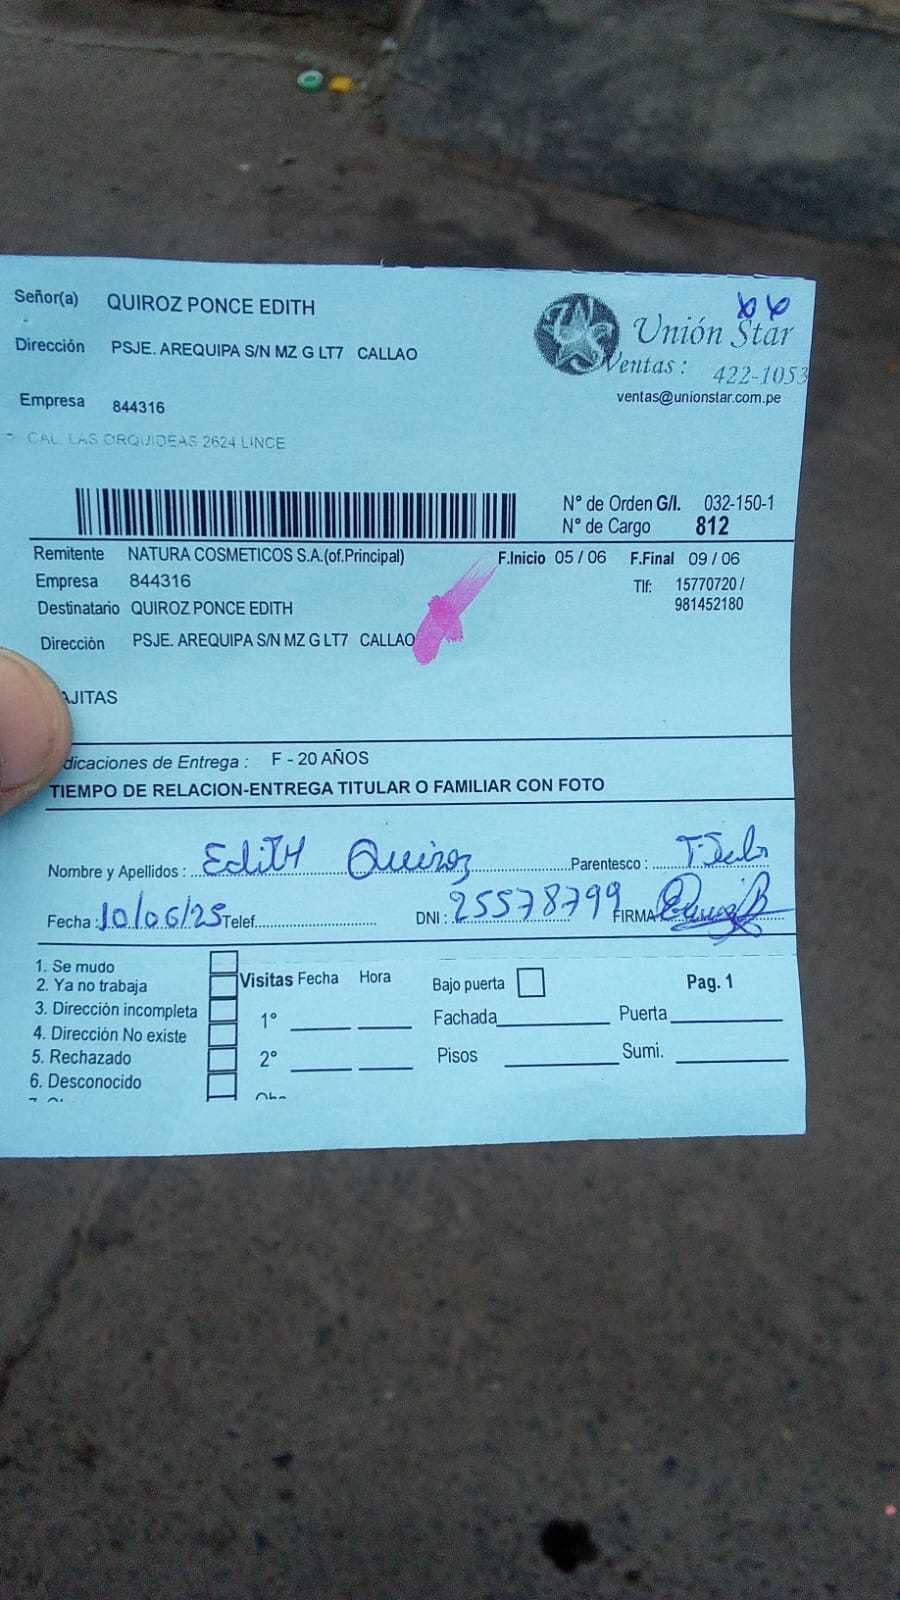 Señor(a) QUIROZ PONCE EDITH
Dirección PSJE. AREQUIPA S/N MZ G LT7 CALLAO
Empresa 844316
CAL. LAS ORQUIDEAS 2624 LINCE
Unión Star
Ventas : 422-1053
ventas@unionstar.com.pe
N° de Orden G/I. 032-150-1
N° de Cargo 812
Remitente NATURA COSMETICOS S.A.(of.Principal) F.Inicio 05 / 06 F.Final 09 / 06
Empresa 844316 Tlf: 15770720 /
Destinatario QUIROZ PONCE EDITH 981452180
Dirección PSJE. AREQUIPA S/N MZ G LT7 CALLAO
AJITAS
dicaciones de Entrega : F - 20 AÑOS
TIEMPO DE RELACION-ENTREGA TITULAR O FAMILIAR CON FOTO
Nombre y Apellidos : Edith Quiroz Parentesco :
Fecha : 10/06/25 Telef. DNI : 25578799 FIRMA
1. Se mudo
2. Ya no trabaja
3. Dirección incompleta
4. Dirección No existe
5. Rechazado
6. Desconocido
Visitas Fecha Hora
1°
2°
Bajo puerta Pag. 1
Fachada Puerta
Pisos Sumi.